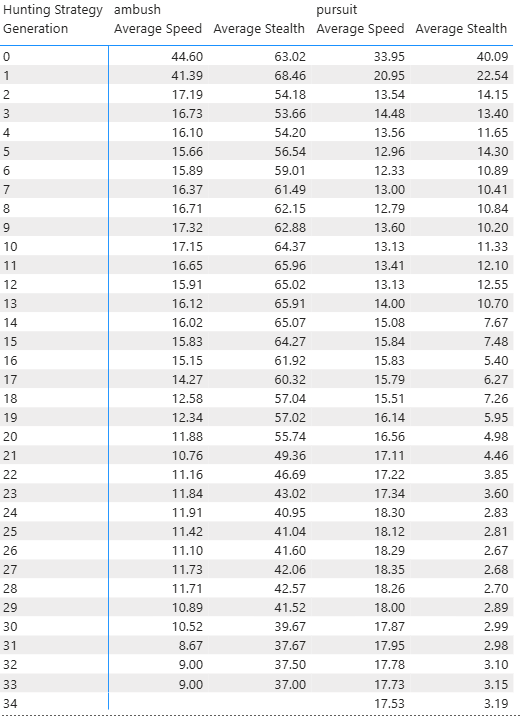 Hunting Strategy ambush pursuit
Generation Average Speed Average Stealth Average Speed Average Stealth
0 44.60 63.02 33.95 40.09
1 41.39 68.46 20.95 22.54
2 17.19 54.18 13.54 14.15
3 16.73 53.66 14.48 13.40
4 16.10 54.20 13.56 11.65
5 15.66 56.54 12.96 14.30
6 15.89 59.01 12.33 10.89
7 16.37 61.49 13.00 10.41
8 16.71 62.15 12.79 10.84
9 17.32 62.88 13.60 10.20
10 17.15 64.37 13.13 11.33
11 16.65 65.96 13.41 12.10
12 15.91 65.02 13.13 12.55
13 16.12 65.91 14.00 10.70
14 16.02 65.07 15.08 7.67
15 15.83 64.27 15.84 7.48
16 15.15 61.92 15.83 5.40
17 14.27 60.32 15.79 6.27
18 12.58 57.04 15.51 7.26
19 12.34 57.02 16.14 5.95
20 11.88 55.74 16.56 4.98
21 10.76 49.36 17.11 4.46
22 11.16 46.69 17.22 3.85
23 11.84 43.02 17.34 3.60
24 11.91 40.95 18.30 2.83
25 11.42 41.04 18.12 2.81
26 11.10 41.60 18.29 2.67
27 11.73 42.06 18.35 2.68
28 11.71 42.57 18.26 2.70
29 10.89 41.52 18.00 2.89
30 10.52 39.67 17.87 2.99
31 8.67 37.67 17.95 2.98
32 9.00 37.50 17.78 3.10
33 9.00 37.00 17.73 3.15
34 17.53 3.19